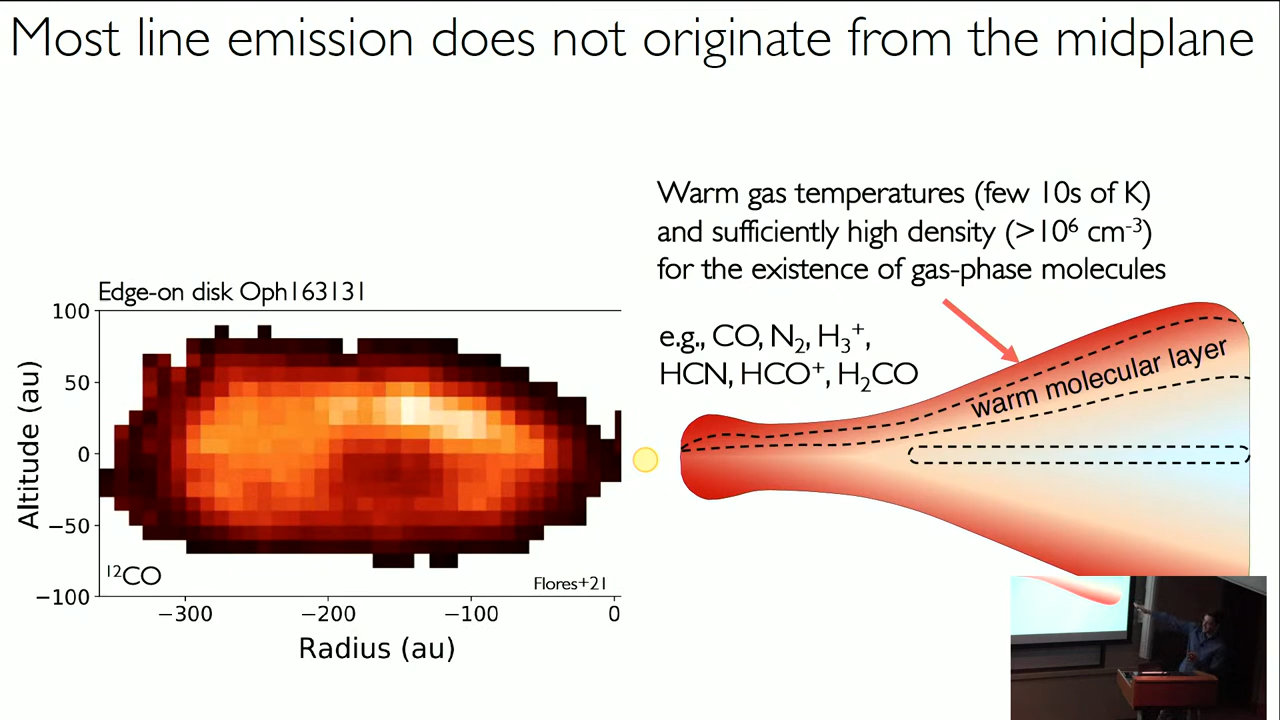 Most line emission does not originate from the midplane
Warm gas temperatures (few 10s of K)
and sufficiently high density (>10⁶ cm⁻³)
for the existence of gas-phase molecules
e.g., CO, N₂, H₃⁺,
HCN, HCO⁺, H₂CO
warm molecular layer
Edge-on disk Oph163131
100
50
0
−50
−100
Altitude (au)
¹²CO
Flores+21
−300 −200 −100 0
Radius (au)